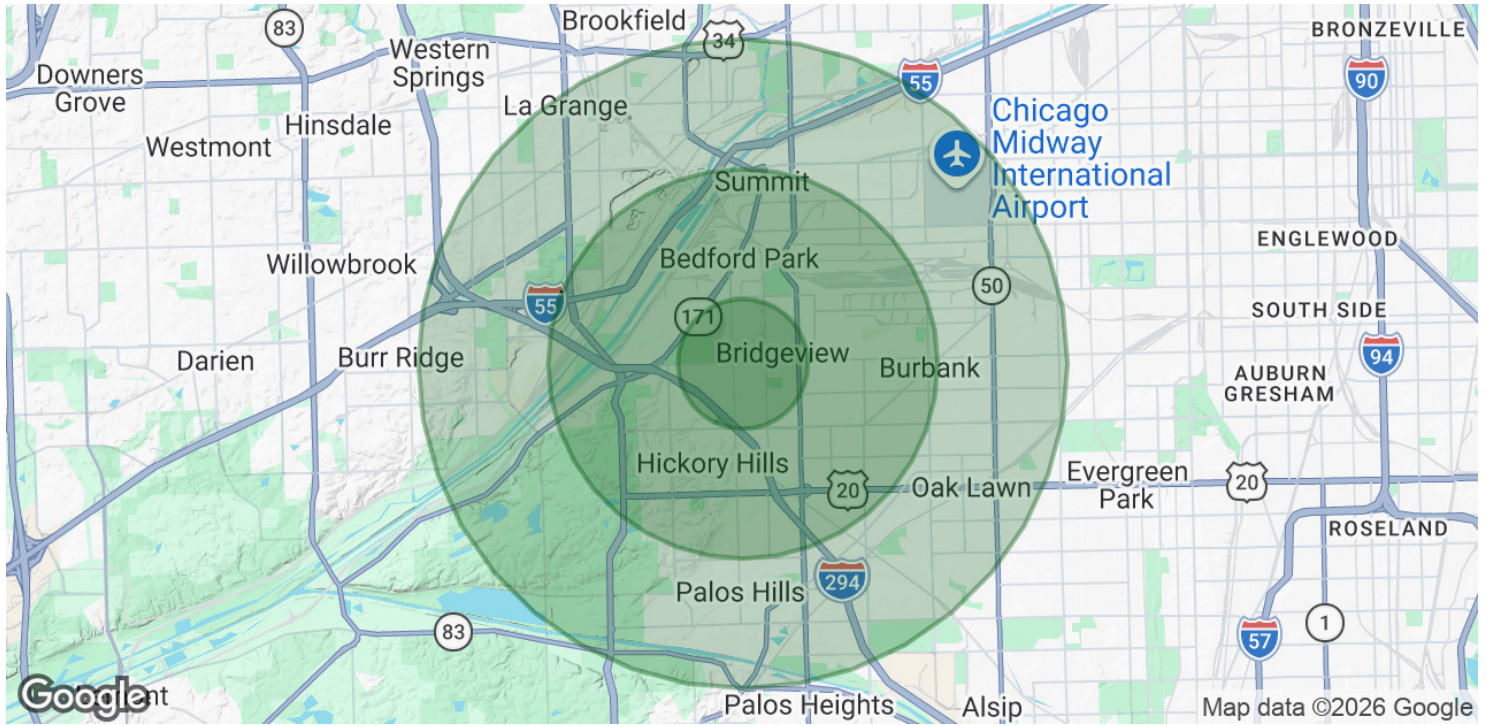 Brookfield
BRONZEVILLE
83
34
Western
Springs
Downers
Grove
55
90
La Grange
Chicago
Midway
International
Airport
Hinsdale
Westmont
Summit
ENGLEWOOD
Bedford Park
Willowbrook
50
55
171
SOUTH SIDE
Bridgeview
94
Darien
Burr Ridge
Burbank
AUBURN
GRESHAM
Hickory Hills
Evergreen
Park
20
20
Oak Lawn
ROSELAND
294
Palos Hills
83
1
57
Google
Palos Heights
Alsip
Map data ©2026 Google